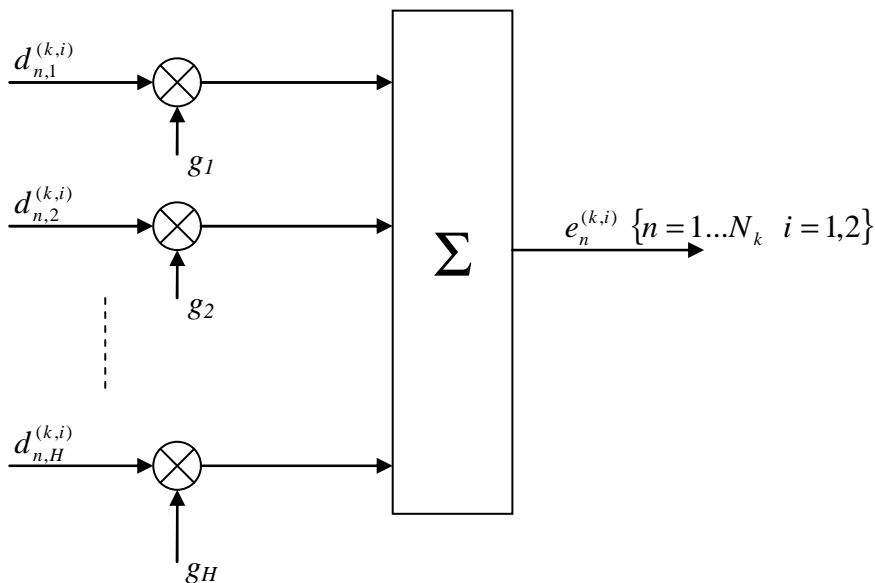 d_{n,1}^{(k,i)}
g_1
d_{n,2}^{(k,i)}
g_2
Σ
e_n^{(k,i)} {n = 1...N_k i = 1,2}
d_{n,H}^{(k,i)}
g_H